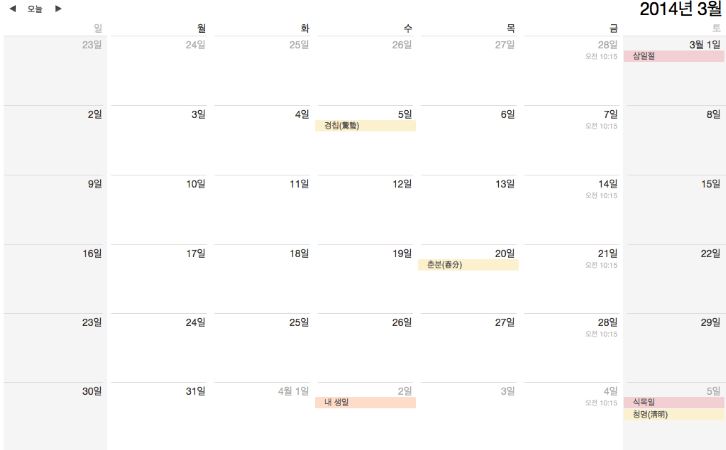 ◀ 오늘 ▶ 2014년 3월
일 월 화 수 목 금 토
23일 24일 25일 26일 27일 28일 3월 1일
오전 10:15 삼일절
2일 3일 4일 5일 6일 7일 8일
경칩(驚蟄) 오전 10:15
9일 10일 11일 12일 13일 14일 15일
오전 10:15
16일 17일 18일 19일 20일 21일 22일
춘분(春分) 오전 10:15
23일 24일 25일 26일 27일 28일 29일
오전 10:15
30일 31일 4월 1일 2일 3일 4일 5일
내 생일 오전 10:15 식목일
청명(清明)